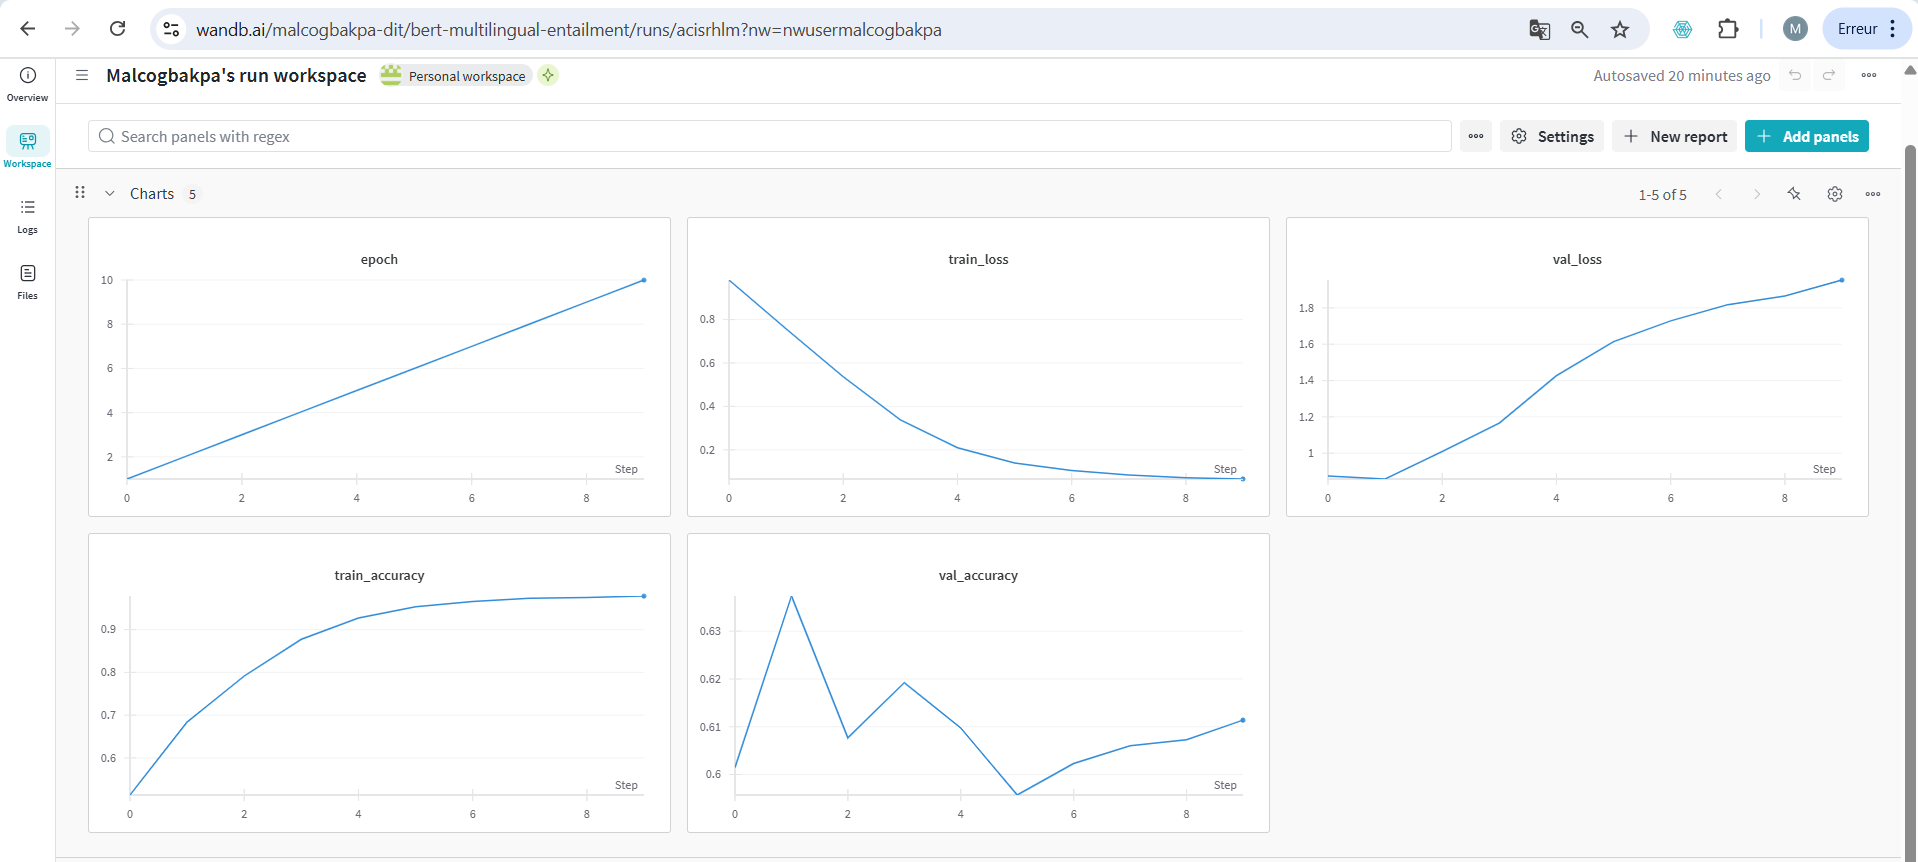 wandb.ai/malcogbakpa-dit/bert-multilingual-entailment/runs/acisrhlm?nw=nwusermalcogbakpa
M
Erreur
Overview
Malcogbakpa's run workspace
Personal workspace
Autosaved 20 minutes ago
Workspace
Search panels with regex
Settings
New report
Add panels
Logs
Files
Charts 5
1-5 of 5
epoch
10
8
6
4
2
Step
0 2 4 6 8
train_loss
0.8
0.6
0.4
0.2
Step
0 2 4 6 8
val_loss
1.8
1.6
1.4
1.2
1
Step
0 2 4 6 8
train_accuracy
0.9
0.8
0.7
0.6
Step
0 2 4 6 8
val_accuracy
0.63
0.62
0.61
0.6
Step
0 2 4 6 8